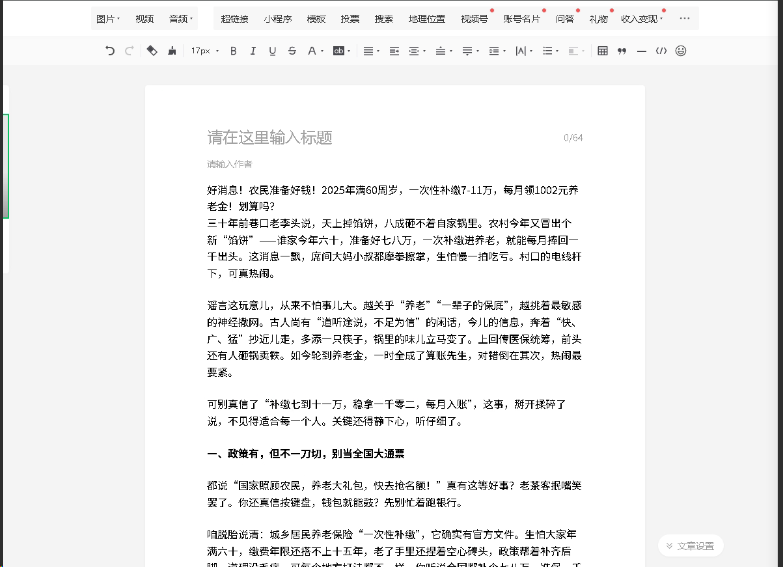 图片 视频 音频 超链接 小程序 模板 投票 搜索 地理位置 视频号 账号名片 问答 礼物 收入变现 ···
17px B I U S A ab
请在这里输入标题 0/64
请输入作者
好消息！农民准备好钱！2025年满60周岁，一次性补缴7-11万，每月领1002元养
老金！划算吗？
三十年前巷口老李头说，天上掉馅饼，八成砸不着自家锅里。农村今年又冒出个
新“馅饼”——谁家今年六十，准备好七八万，一次补缴进养老，就能每月捧回一
千出头。这消息一飘，席间大妈小叔都摩拳擦掌，生怕慢一拍吃亏。村口的电线杆
下，可真热闹。
谣言这玩意儿，从来不怕事儿大。越关乎“养老”“一辈子的保底”，越挑着最敏感
的神经撒网。古人尚有“道听途说，不足为信”的闲话，今儿的信息，奔着“快、
广、猛”抄近儿走，多添一只筷子，锅里的味儿立马变了。上回传医保统筹，前头
还有人砸锅卖铁。如今轮到养老金，一时全成了算账先生，对错倒在其次，热闹最
要紧。
可别真信了“补缴七到十一万，稳拿一千零二，每月入账”，这事，掰开揉碎了
说，不见得适合每一个人。关键还得静下心，听仔细了。
一、政策有，但不一刀切，别当全国大通票
都说“国家照顾农民，养老大礼包，快去抢名额！”真有这等好事？老茶客抿嘴笑
罢了。你还真信按键盘，钱包就能鼓？先别忙着跑银行。
咱脱胎说清：城乡居民养老保险“一次性补缴”，它确实有官方文件。生怕大家年
满六十，缴费年限还搭不上十五年，老了手里还捏着空心砖头，政策帮着补齐后
文章设置